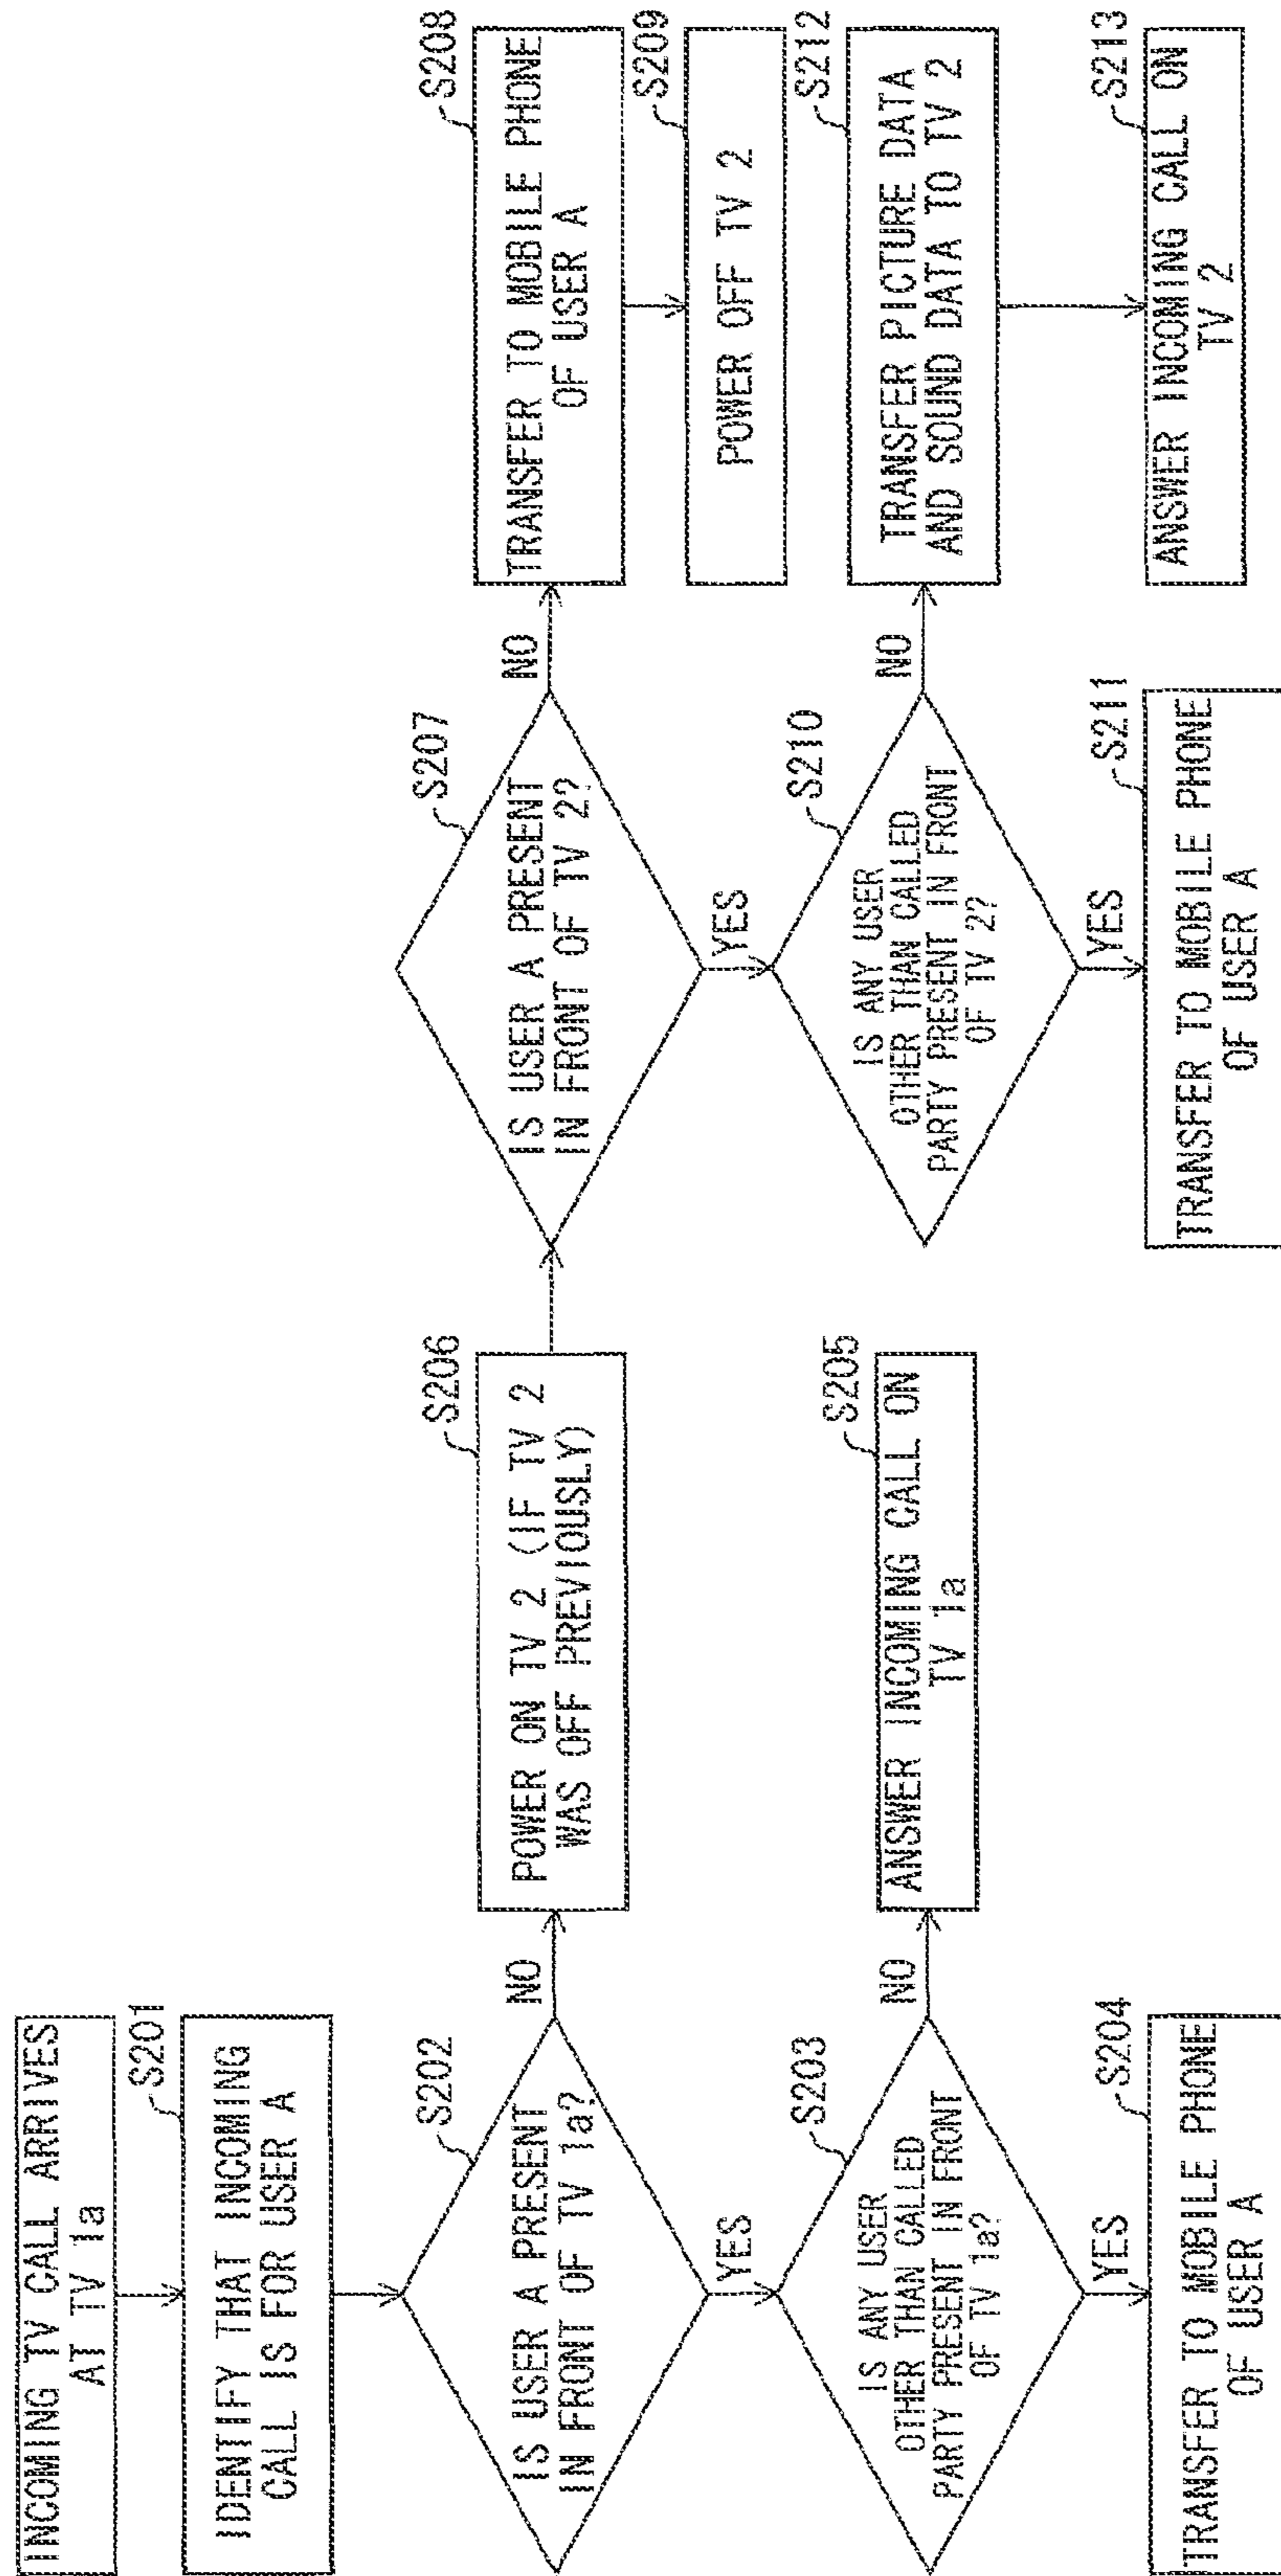 INCOMING TV CALL ARRIVES
AT TV 1a
S201
IDENTIFY THAT INCOMING
CALL IS FOR USER A
S202
IS USER A PRESENT
IN FRONT OF TV 1a?
NO
YES
S203
IS ANY USER
OTHER THAN CALLED
PARTY PRESENT IN FRONT
OF TV 1a?
NO
YES
S204
TRANSFER TO MOBILE PHONE
OF USER A
S205
ANSWER INCOMING CALL ON
TV 1a
S206
POWER ON TV 2 (IF TV 2
WAS OFF PREVIOUSLY)
S207
IS USER A PRESENT
IN FRONT OF TV 2?
NO
YES
S208
TRANSFER TO MOBILE PHONE
OF USER A
S209
POWER OFF TV 2
S210
IS ANY USER
OTHER THAN CALLED
PARTY PRESENT IN FRONT
OF TV 2?
NO
YES
S211
TRANSFER TO MOBILE PHONE
OF USER A
S212
TRANSFER PICTURE DATA
AND SOUND DATA TO TV 2
S213
ANSWER INCOMING CALL ON
TV 2